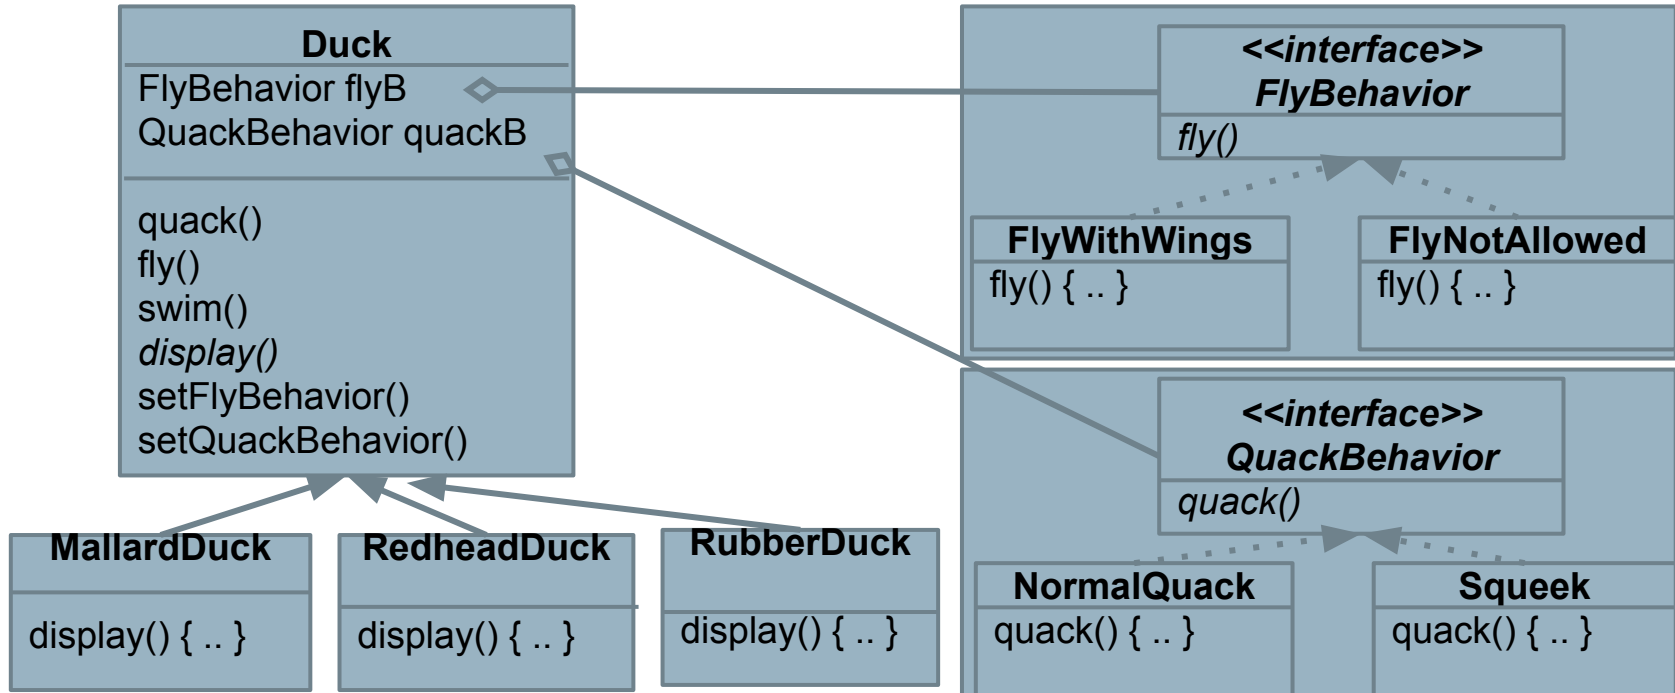 Duck
FlyBehavior flyB
QuackBehavior quackB
quack()
fly()
swim()
display()
setFlyBehavior()
setQuackBehavior()
MallardDuck
display() { .. }
RedheadDuck
display() { .. }
RubberDuck
display() { .. }
<<interface>>
FlyBehavior
fly()
FlyWithWings
fly() { .. }
FlyNotAllowed
fly() { .. }
<<interface>>
QuackBehavior
quack()
NormalQuack
quack() { .. }
Squeek
quack() { .. }